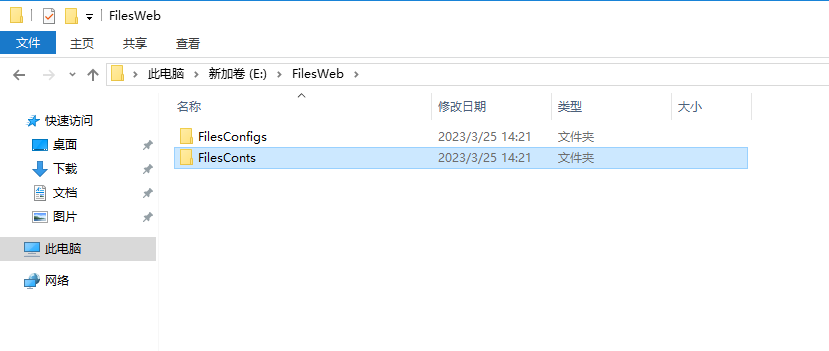 FilesWeb
文件 主页 共享 查看
此电脑 新加卷 (E:) FilesWeb
名称 修改日期 类型 大小
快速访问
FilesConfigs 2023/3/25 14:21 文件夹
桌面
FilesConts 2023/3/25 14:21 文件夹
下载
文档
图片
此电脑
网络